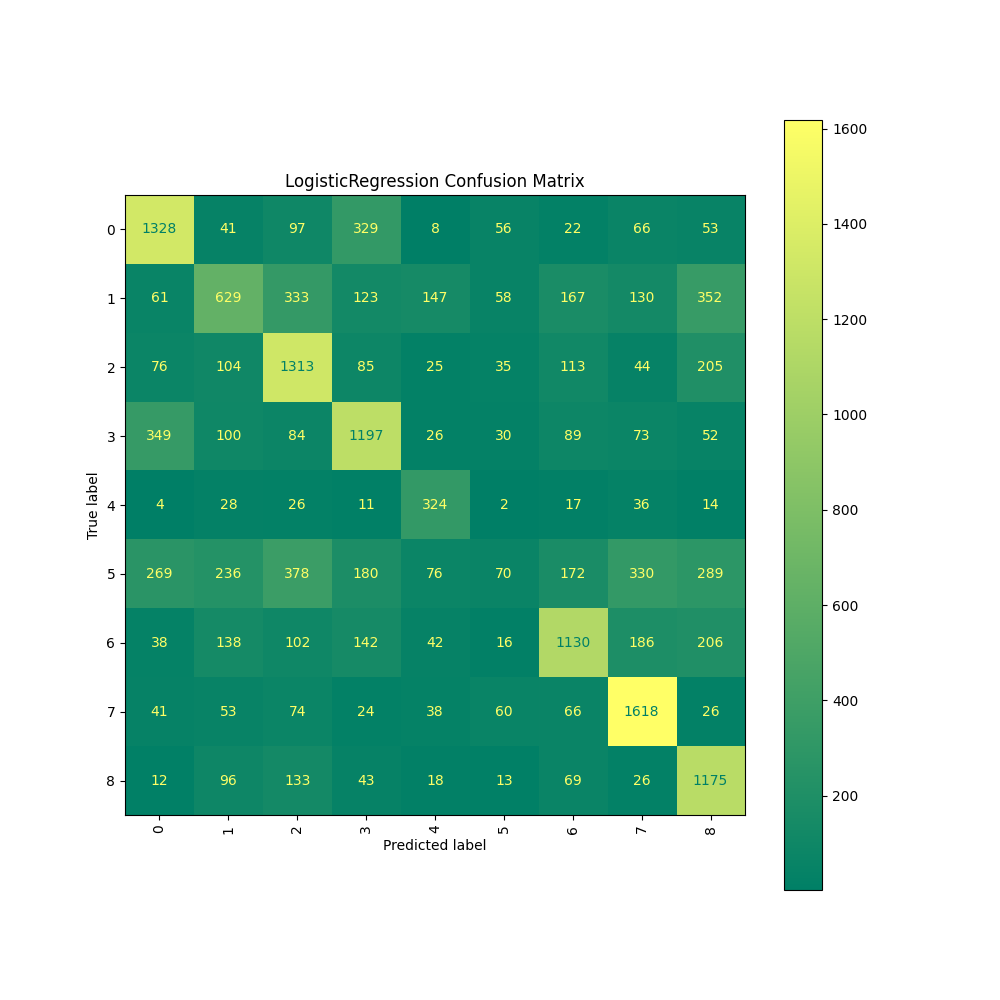 LogisticRegression Confusion Matrix
0 1328 41 97 329 8 56 22 66 53
1 61 629 333 123 147 58 167 130 352
2 76 104 1313 85 25 35 113 44 205
3 349 100 84 1197 26 30 89 73 52
4 4 28 26 11 324 2 17 36 14
5 269 236 378 180 76 70 172 330 289
6 38 138 102 142 42 16 1130 186 206
7 41 53 74 24 38 60 66 1618 26
8 12 96 133 43 18 13 69 26 1175
True label
0 1 2 3 4 5 6 7 8
Predicted label
1600
1400
1200
1000
800
600
400
200